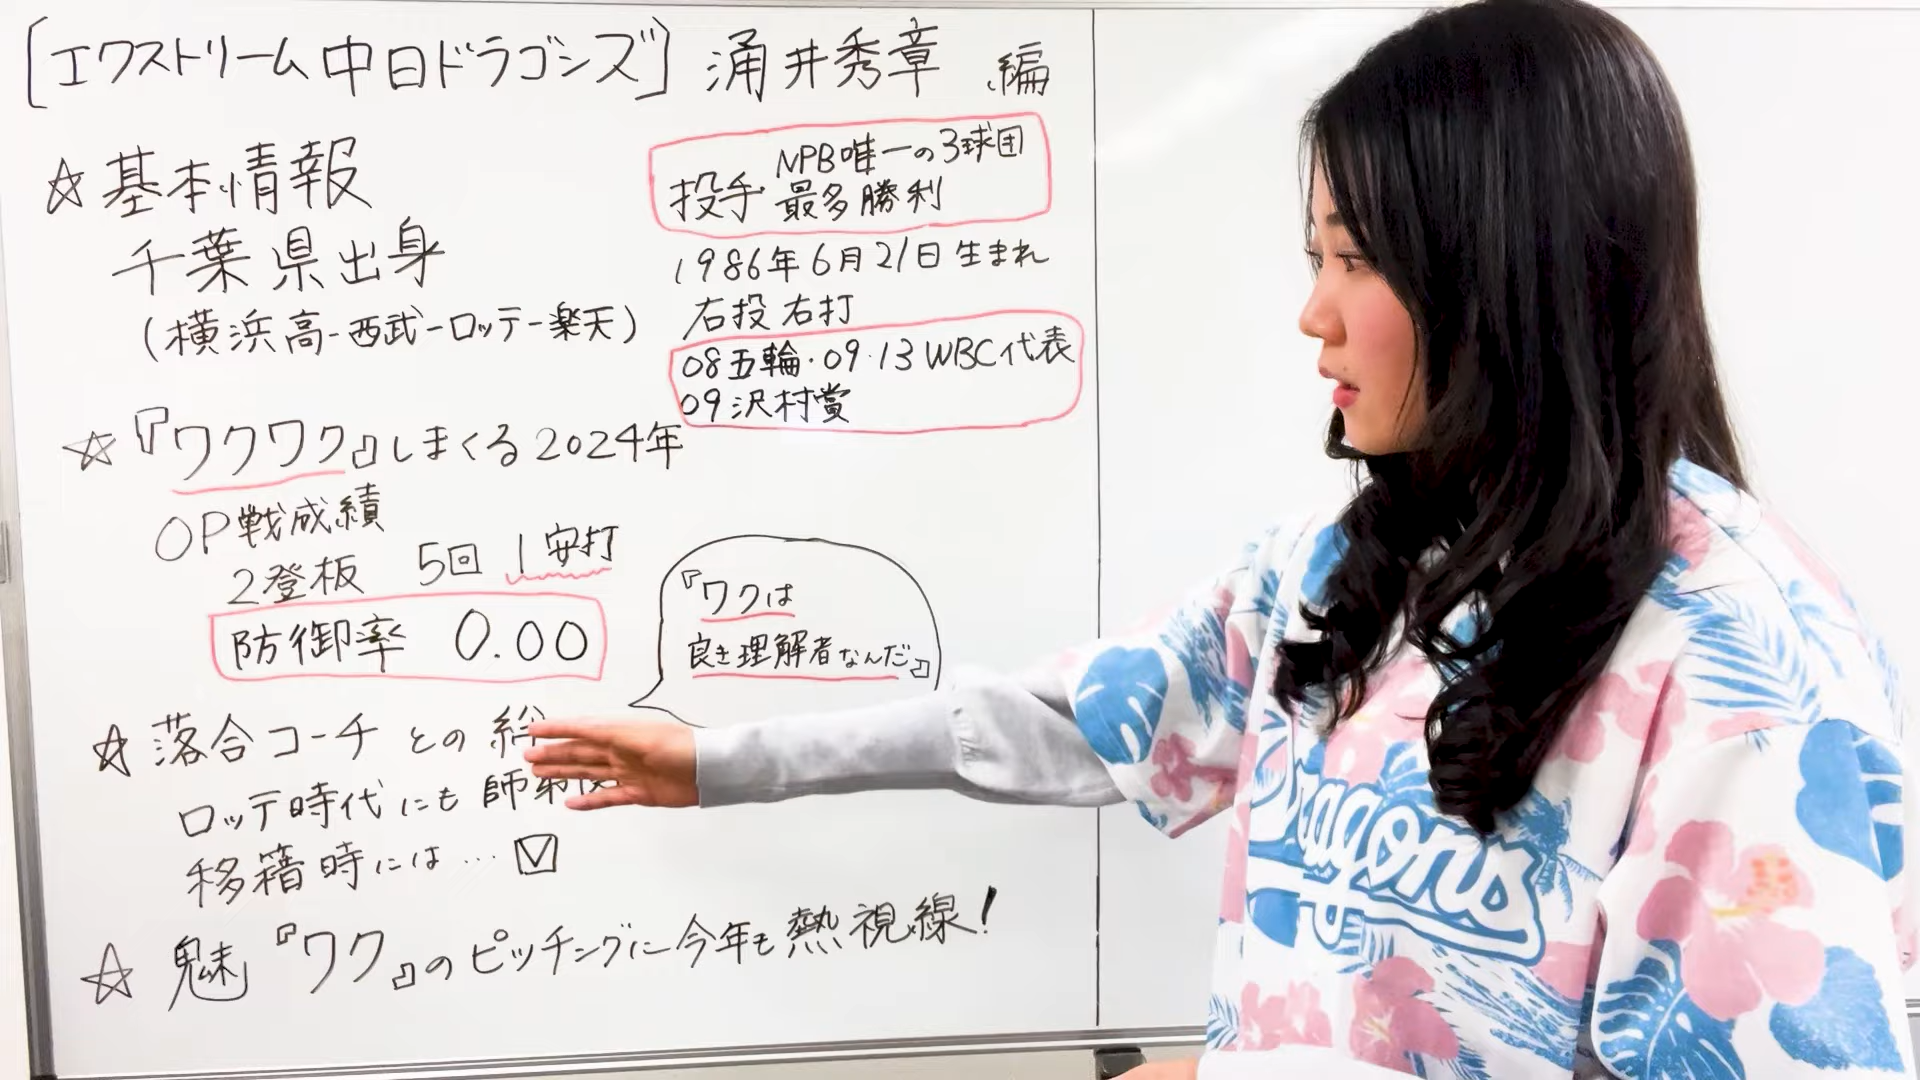 [エクストリーム中日ドラゴンズ] 涌井秀章 編
☆基本情報
千葉県出身
(横浜高-西武-ロッテ-楽天)
NPB唯一の3球団
投手 最多勝利
1986年6月21日生まれ
右投右打
08五輪・09・13WBC代表
09沢村賞
☆『ワクワク』しまくる2024年
OP戦成績
2登板 5回 1安打
防御率 0.00
『ワクは
良き理解者なんだ』
☆落合コーチとの絆
ロッテ時代にも師弟
移籍時には…
☆魅『ワク』のピッチングに今年も熱視線!
Dragons